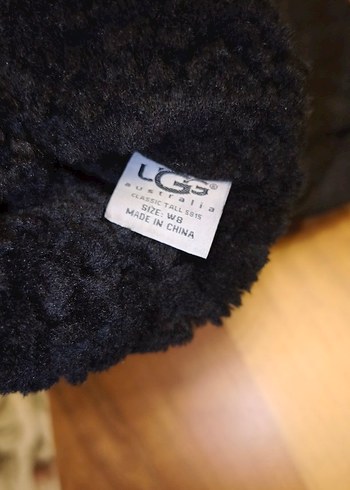 UGG®
australia
CLASSIC TALL 5815
SIZE: W8
MADE IN CHINA